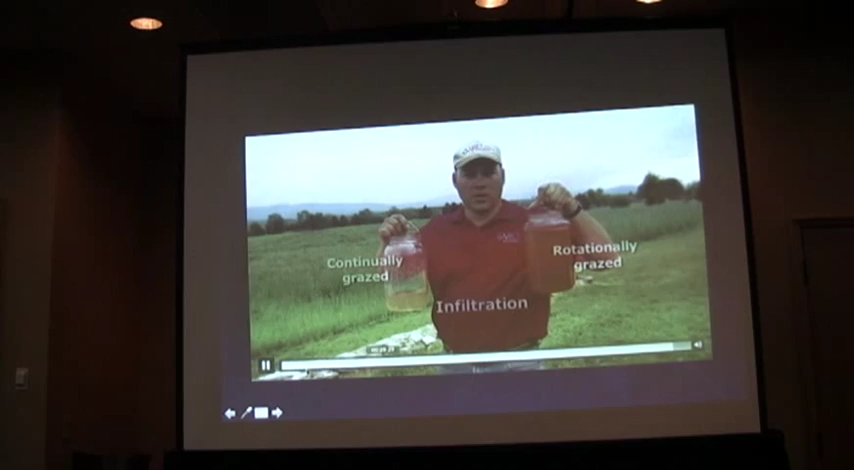 Continually
grazed
Rotationally
grazed
Infiltration